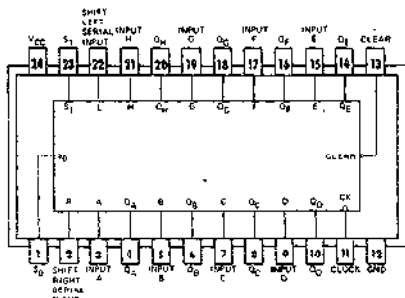 SHIFT
LEFT
SERIAL INPUT INPUT INPUT INPUT
VCC S1 INPUT H QH G QG F QF E QE CLEAR
24 23 22 21 20 19 18 17 16 15 14 13
S1 L H QH G QG F QF E QE
S0 CLEAR
R A QA B QB C QC D QD CK
1 2 3 4 5 6 7 8 9 10 11 12
S0 SHIFT INPUT QA INPUT QB INPUT QC INPUT QD CLOCK GND
RIGHT A B C D
SERIAL
INPUT